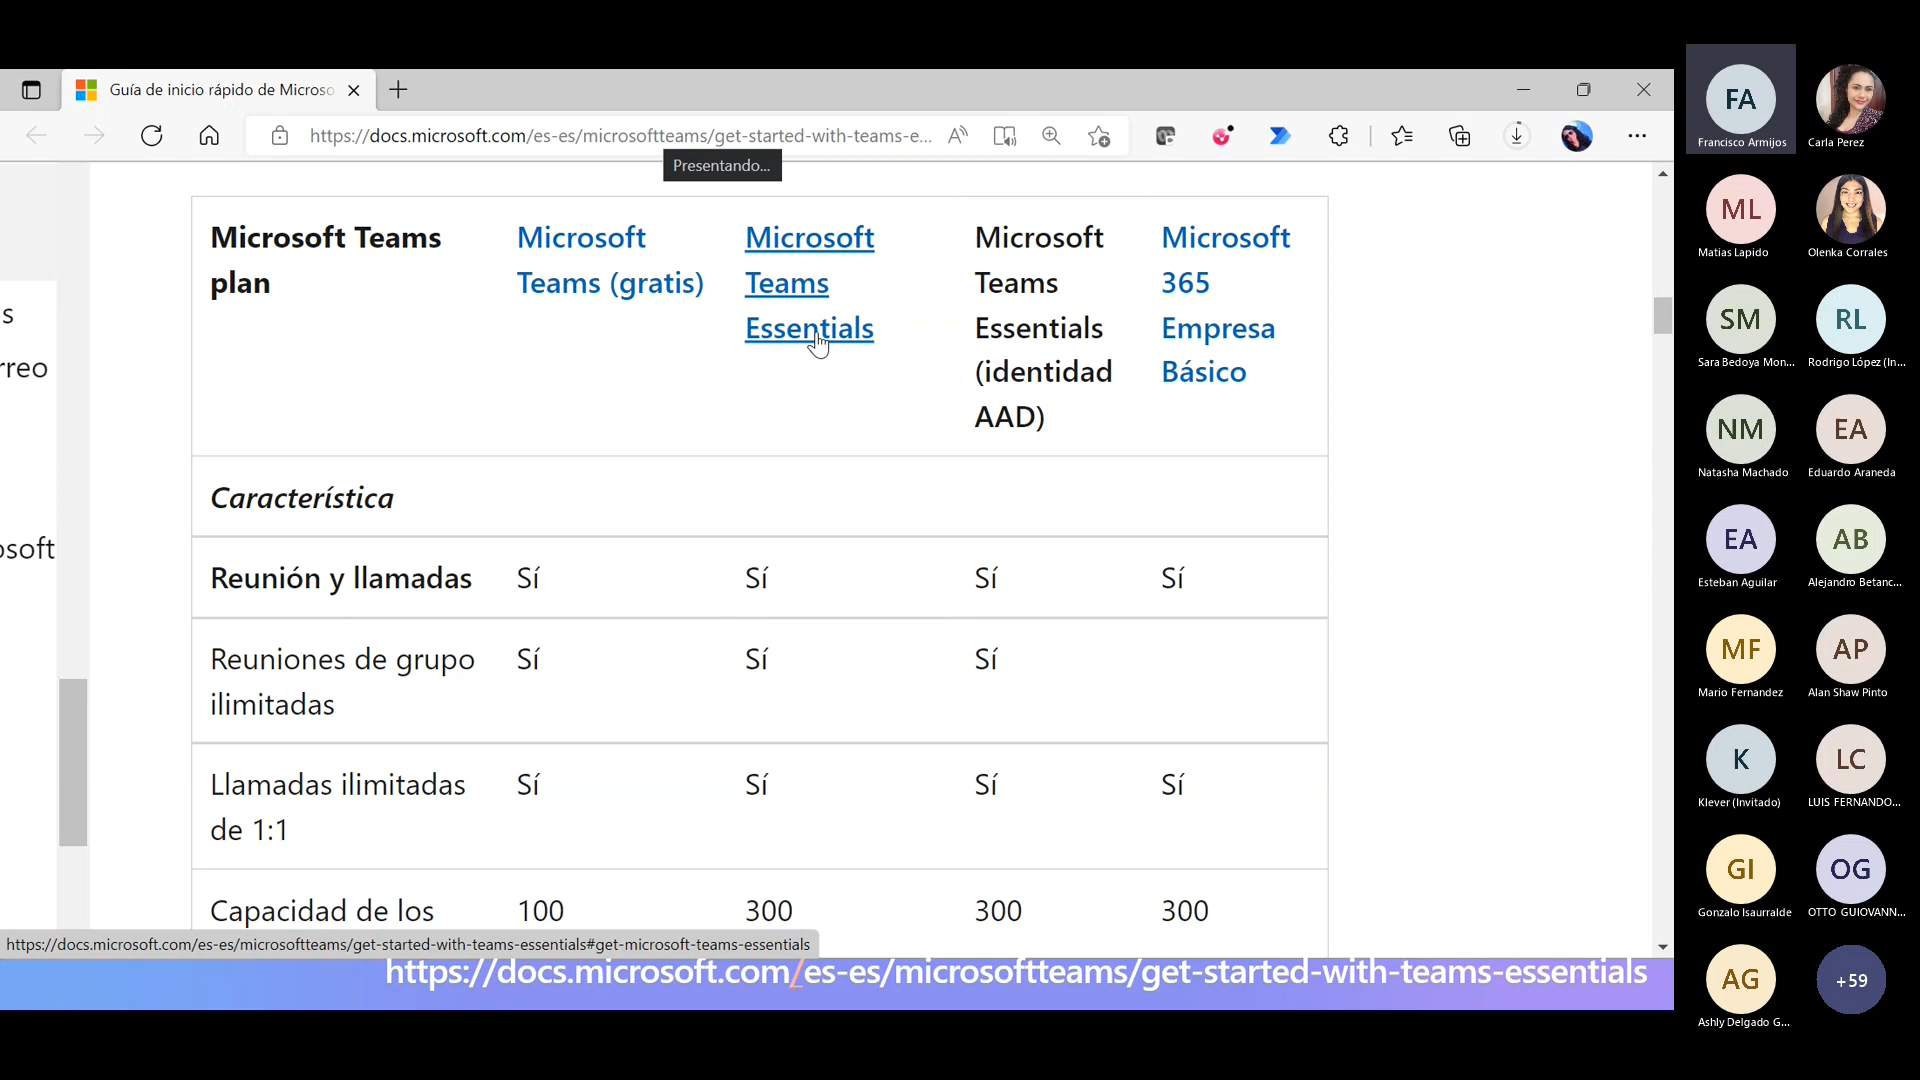 Guía de inicio rápido de Microso
https://docs.microsoft.com/es-es/microsoftteams/get-started-with-teams-e...
Presentando...
s
rreo
osoft
Microsoft Teams plan
Microsoft Teams (gratis)
Microsoft Teams Essentials
Microsoft Teams Essentials (identidad AAD)
Microsoft 365 Empresa Básico
Característica
Reunión y llamadas Sí Sí Sí Sí
Reuniones de grupo ilimitadas Sí Sí Sí
Llamadas ilimitadas de 1:1 Sí Sí Sí Sí
Capacidad de los 100 300 300 300
https://docs.microsoft.com/es-es/microsoftteams/get-started-with-teams-essentials#get-microsoft-teams-essentials
https://docs.microsoft.com/es-es/microsoftteams/get-started-with-teams-essentials
FA
Francisco Armijos
Carla Perez
ML
Matias Lapido
Olenka Corrales
SM
Sara Bedoya Mon...
RL
Rodrigo López (In...
NM
Natasha Machado
EA
Eduardo Araneda
EA
Esteban Aguilar
AB
Alejandro Betanc...
MF
Mario Fernandez
AP
Alan Shaw Pinto
K
Klever (Invitado)
LC
LUIS FERNANDO...
GI
Gonzalo Isaurralde
OG
OTTO GUIOVANN...
AG
Ashly Delgado G...
+59